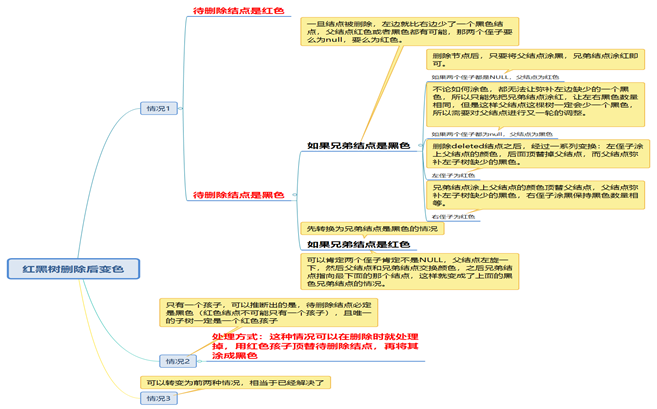 待删除结点是红色
一旦结点被删除，左边就比右边少了一个黑色结
点，父结点红色或者黑色都有可能，那两个侄子要
么为null，要么为红色。
删除节点后，只要将父结点涂黑，兄弟结点涂红即
可。
如果两个侄子都是NULL，父结点为红色
不论如何涂色，都无法让弥补左边缺少的一个黑
色，所以只能先把兄弟结点涂红，让左右黑色数量
相同，但是这样父结点这棵树一定会少一个黑色，
所以需要对父结点进行又一轮的调整。
情况1
如果两个侄子都为null，父结点为黑色
如果兄弟结点是黑色
删除deleted结点之后，经过一系列变换：左侄子涂
上父结点的颜色，后面顶替掉父结点，而父结点弥
补左子树缺少的黑色。
左侄子为红色
待删除结点是黑色
兄弟结点涂上父结点的颜色顶替父结点，父结点弥
补左子树缺少的黑色，右侄子涂黑保持黑色数量相
等。
右侄子为红色
先转换为兄弟结点是黑色的情况
如果兄弟结点是红色
可以肯定两个侄子肯定不是NULL，父结点左旋一
下，然后父结点和兄弟结点交换颜色，之后兄弟结
点指向最下面的那个结点，这样就变成了上面的黑
色兄弟结点的情况。
红黑树删除后变色
只有一个孩子，可以推断出的是，待删除结点必定
是黑色（红色结点不可能只有一个孩子），且唯一
的子树一定是一个红色孩子
处理方式：这种情况可以在删除时就处理
掉，用红色孩子顶替待删除结点，再将其
涂成黑色
情况2
可以转变为前两种情况，相当于已经解决了
情况3